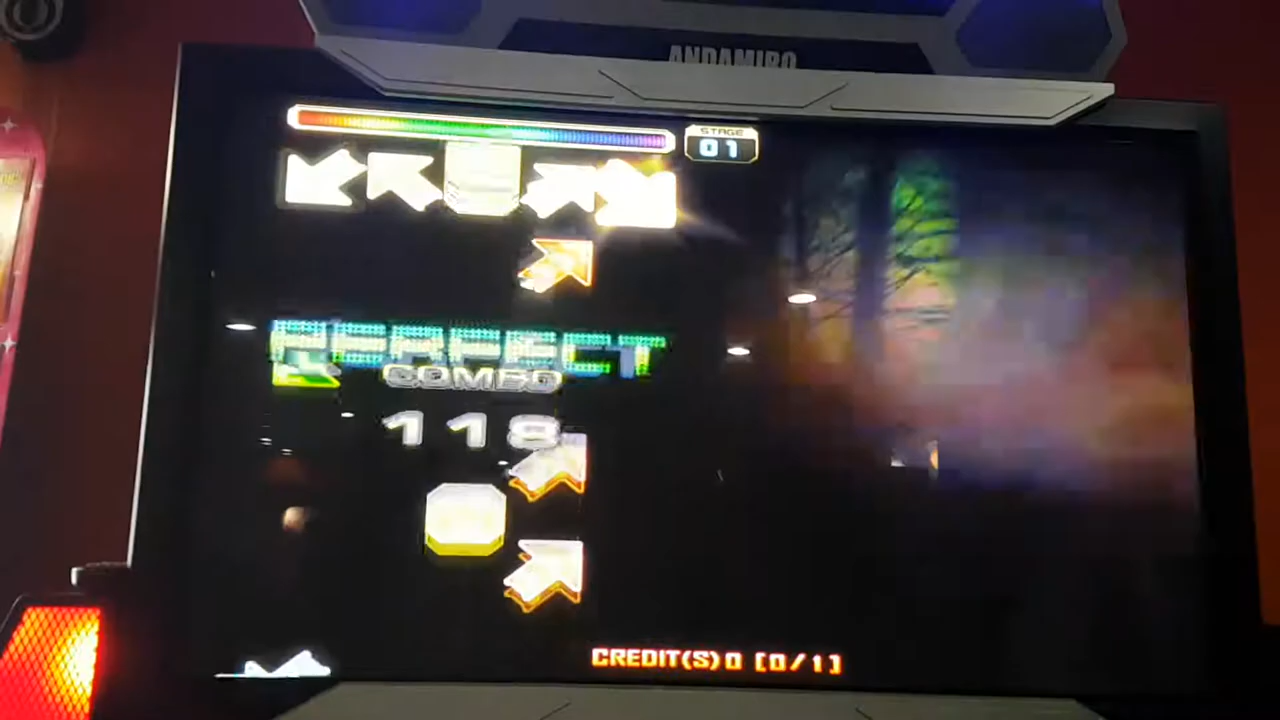 ANDAMIRO
STAGE
01
PERFECT
COMBO
118
CREDIT(S) 0 [0/1]